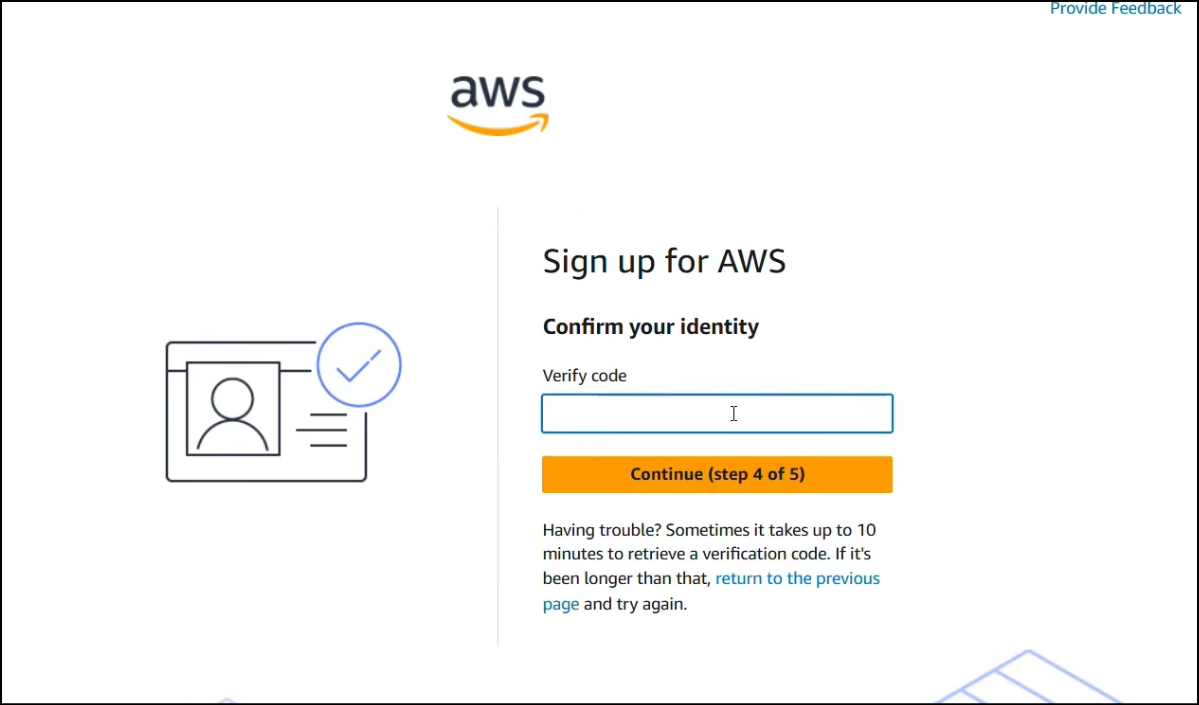 Provide Feedback
aws
Sign up for AWS
Confirm your identity
Verify code
Continue (step 4 of 5)
Having trouble? Sometimes it takes up to 10
minutes to retrieve a verification code. If it's
been longer than that, return to the previous
page and try again.